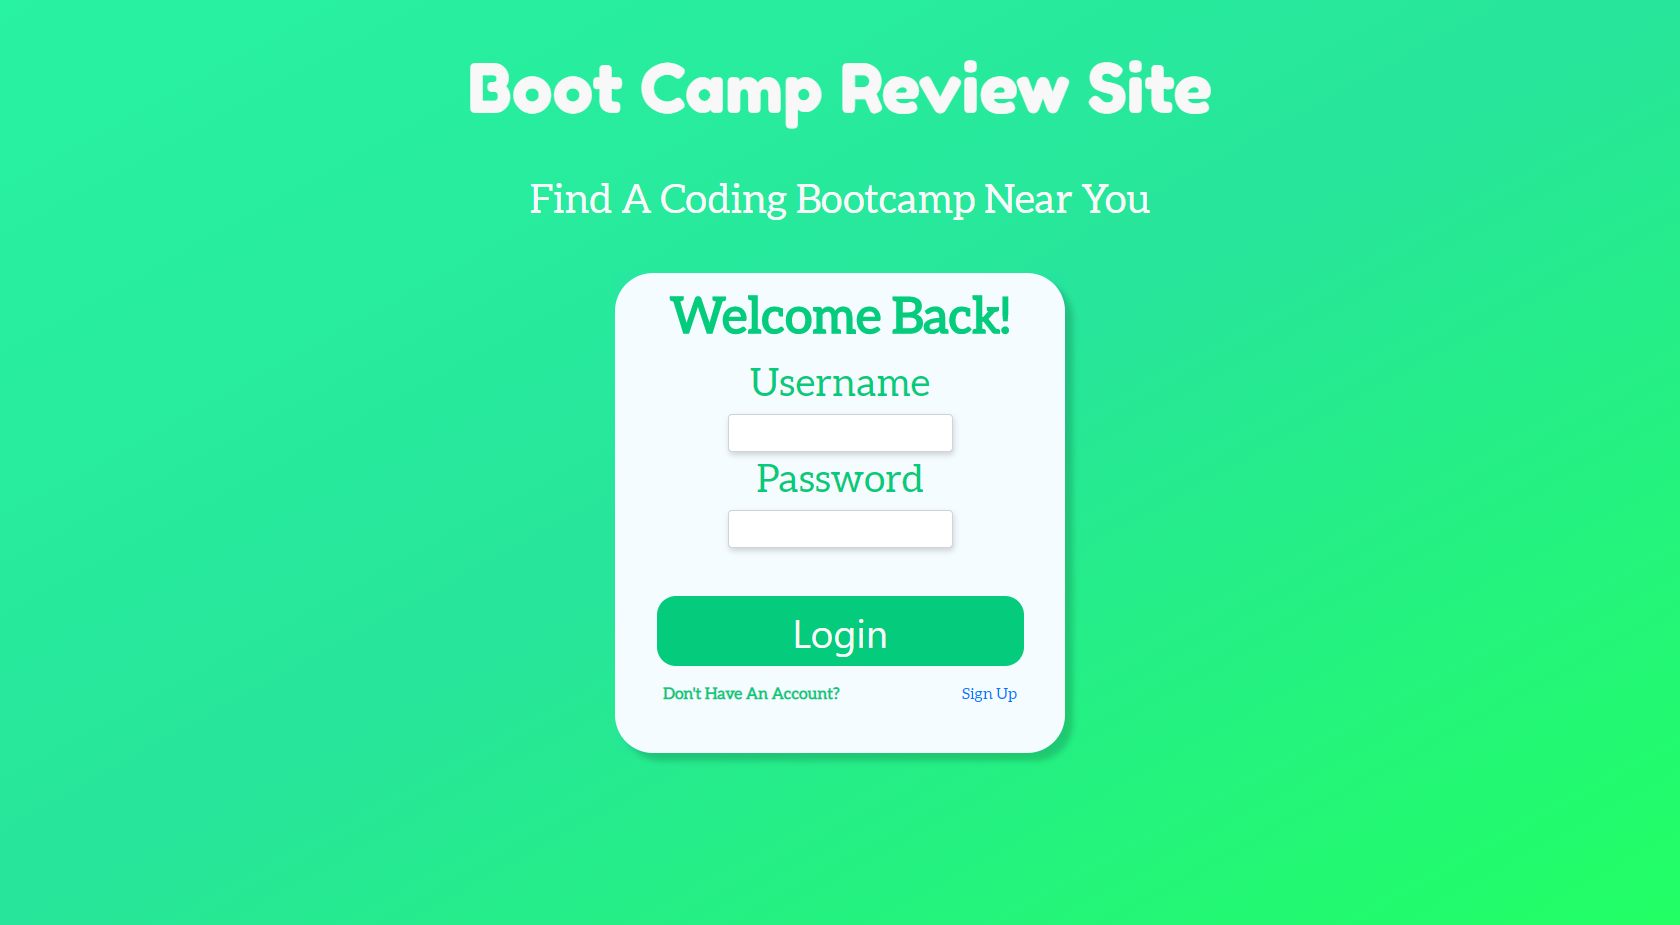 Boot Camp Review Site
Find A Coding Bootcamp Near You
Welcome Back!
Username
Password
Login
Don't Have An Account? Sign Up